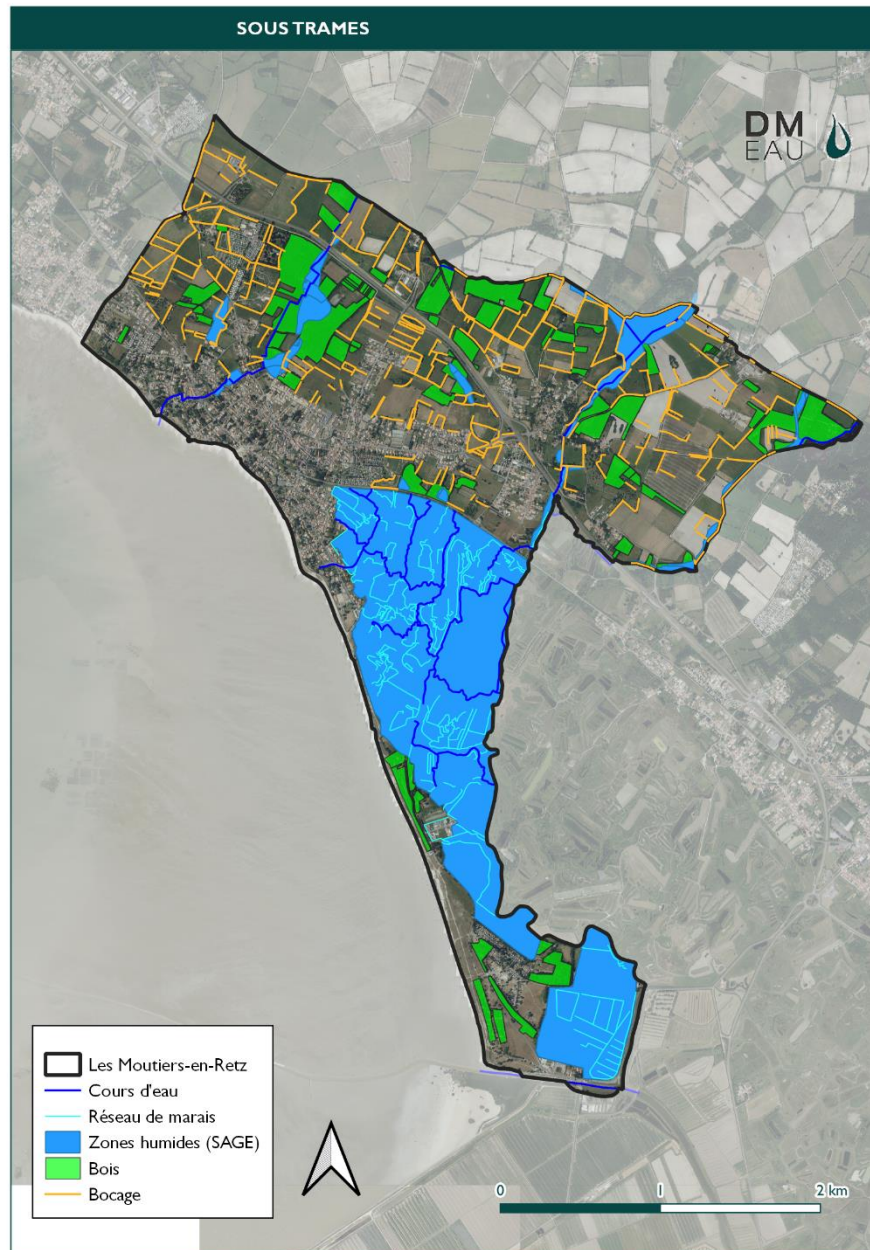 SOUS TRAMES
DM
EAU
Les Moutiers-en-Retz
Cours d'eau
Réseau de marais
Zones humides (SAGE)
Bois
Bocage
0 1 2 km